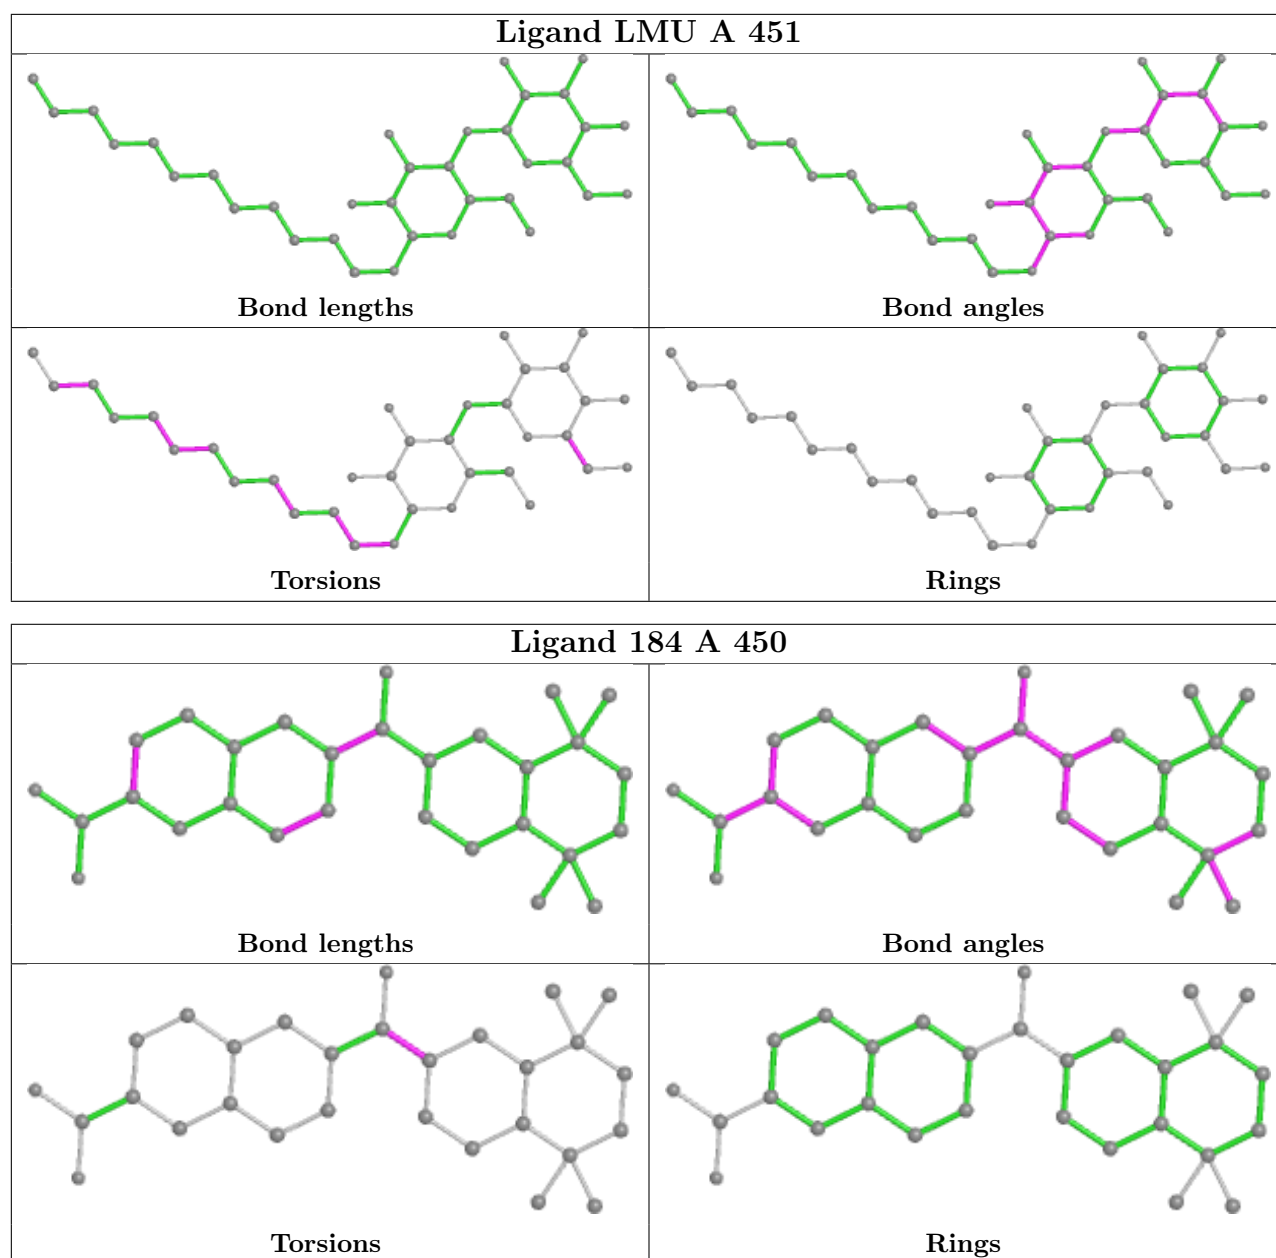 Ligand LMU A 451
Bond lengths
Bond angles
Torsions
Rings
Ligand 184 A 450
Bond lengths
Bond angles
Torsions
Rings